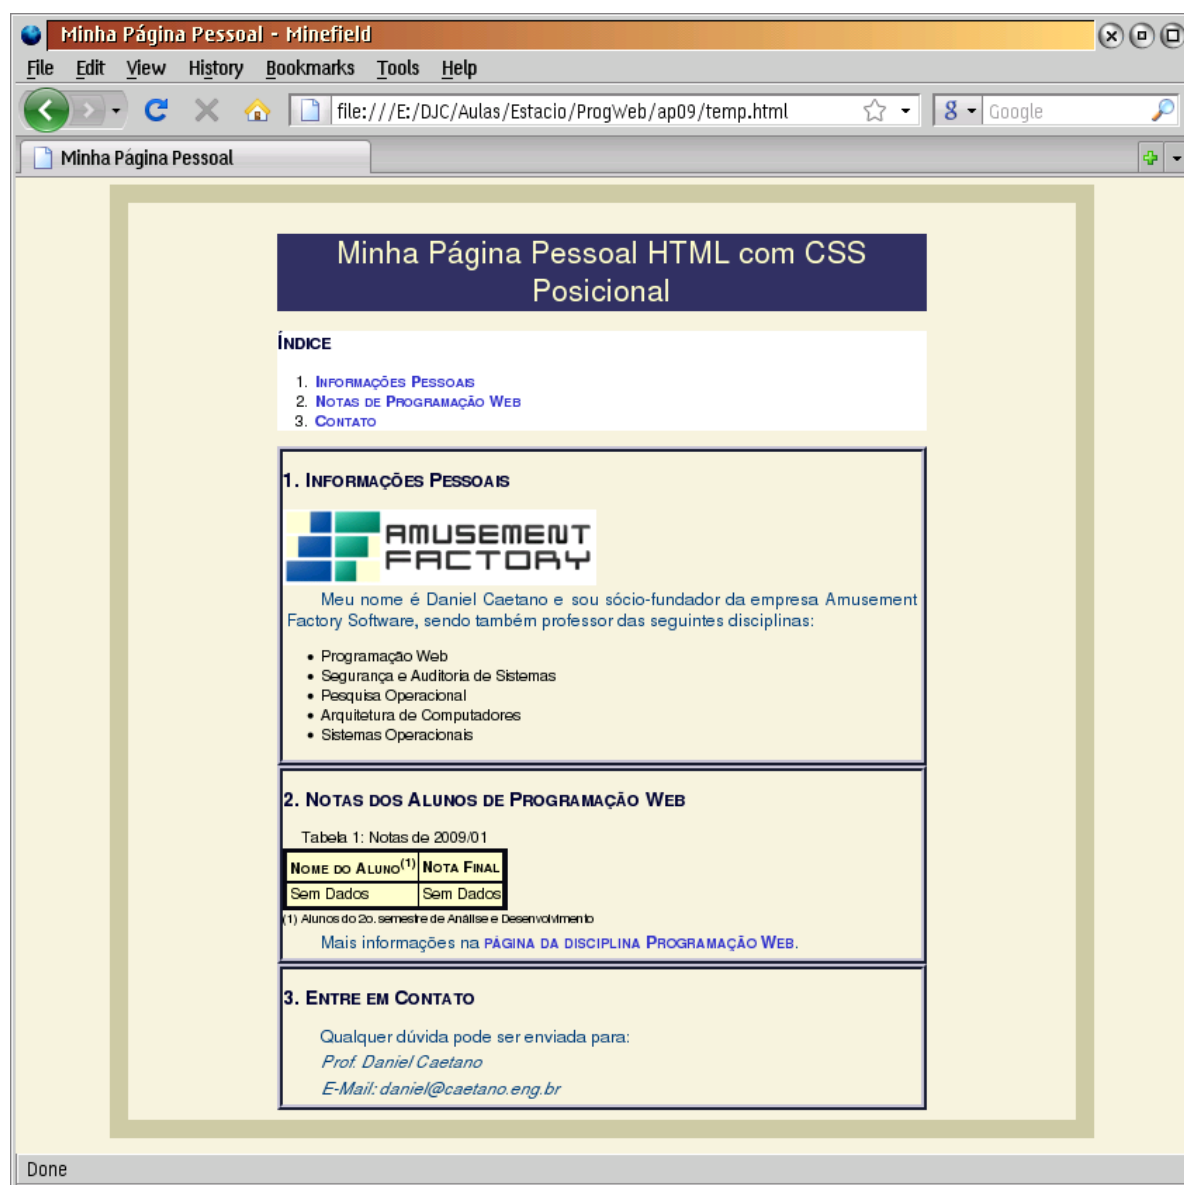 Minha Página Pessoal - Minefield
File Edit View History Bookmarks Tools Help
file:///E:/DJC/Aulas/Estacio/ProgWeb/ap09/temp.html
8 Google
Minha Página Pessoal
Minha Página Pessoal HTML com CSS
Posicional
ÍNDICE
1. INFORMAÇÕES PESSOAIS
2. NOTAS DE PROGRAMAÇÃO WEB
3. CONTATO
1. INFORMAÇÕES PESSOAIS
AMUSEMENT
FACTORY
Meu nome é Daniel Caetano e sou sócio-fundador da empresa Amusement
Factory Software, sendo também professor das seguintes disciplinas:
• Programação Web
• Segurança e Auditoria de Sistemas
• Pesquisa Operacional
• Arquitetura de Computadores
• Sistemas Operacionais
2. NOTAS DOS ALUNOS DE PROGRAMAÇÃO WEB
Tabela 1: Notas de 2009/01
NOME DO ALUNO(1) NOTA FINAL
Sem Dados Sem Dados
(1) Alunos do 2o. semestre de Análise e Desenvolvimento
Mais informações na PÁGINA DA DISCIPLINA PROGRAMAÇÃO WEB.
3. ENTRE EM CONTATO
Qualquer dúvida pode ser enviada para:
Prof. Daniel Caetano
E-Mail: daniel@caetano.eng.br
Done